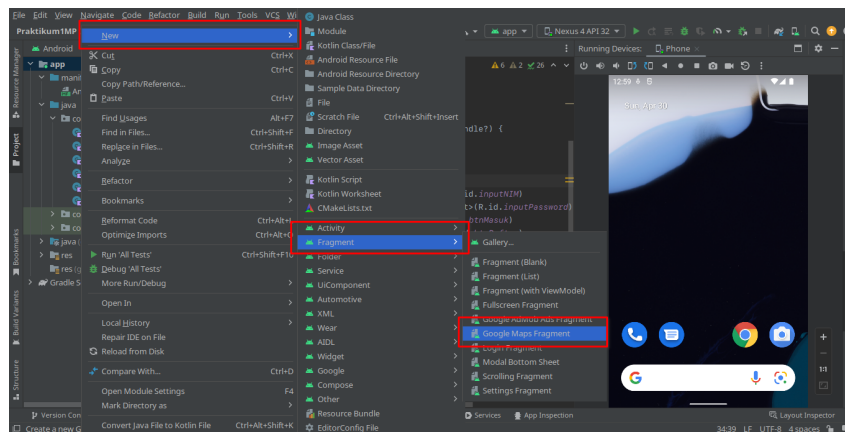 File Edit View Navigate Code Refactor Build Run Tools VCS Wi
Praktikum1MP
app
Nexus 4 API 32
Android
Running Devices: Phone
app
manif
An
java
co
co
co
java (
res
res (g
Gradle S
Resource Manager
Project
Bookmarks
Build Variants
Structure
New
Cut Ctrl+X
Copy Ctrl+C
Copy Path/Reference...
Paste Ctrl+V
Find Usages Alt+F7
Find in Files... Ctrl+Shift+F
Replace in Files... Ctrl+Shift+R
Analyze
Refactor
Bookmarks
Reformat Code Ctrl+Alt+L
Optimize Imports Ctrl+Alt+O
Run 'All Tests' Ctrl+Shift+F10
Debug 'All Tests'
More Run/Debug
Open In
Local History
Repair IDE on File
Reload from Disk
Compare With... Ctrl+D
Open Module Settings F4
Mark Directory as
Convert Java File to Kotlin File Ctrl+Alt+Shift+K
Java Class
Module
Kotlin Class/File
Android Resource File
Android Resource Directory
Sample Data Directory
File
Scratch File Ctrl+Alt+Shift+Insert
Directory
Image Asset
Vector Asset
Kotlin Script
Kotlin Worksheet
CMakeLists.txt
Activity
Fragment
Folder
Service
UiComponent
Automotive
XML
Wear
AIDL
Widget
Google
Compose
Other
Resource Bundle
EditorConfig File
6 2 26
ndle?) {
id.inputNIM)
t>(R.id.inputPassword)
btnMasuk)
Gallery...
Fragment (Blank)
Fragment (List)
Fragment (with ViewModel)
Fullscreen Fragment
Google AdMob Ads Fragment
Google Maps Fragment
Login Fragment
Modal Bottom Sheet
Scrolling Fragment
Settings Fragment
12:59
Sun, Apr 30
G
1:1
Version Con
Services App Inspection
Layout Inspector
Create a new G
34:39 LF UTF-8 4 spaces